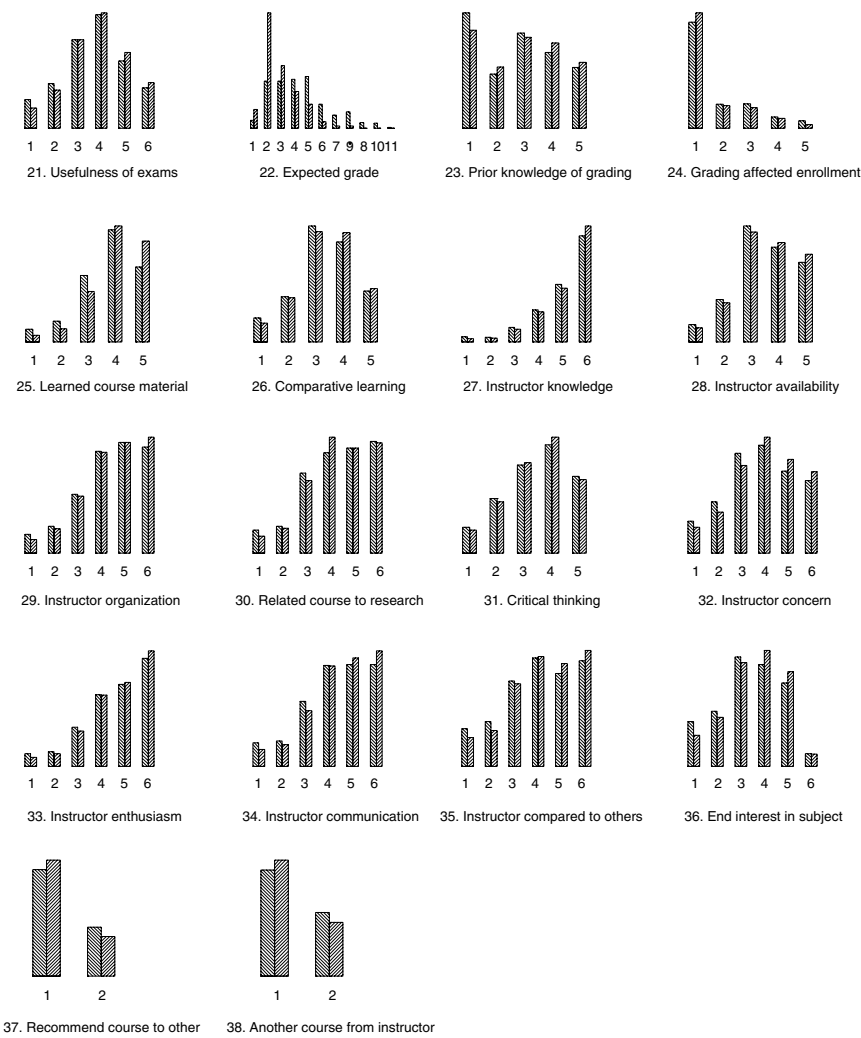 1 2 3 4 5 6
21. Usefulness of exams
1 2 3 4 5 6 7 9 8 10 11
22. Expected grade
1 2 3 4 5
23. Prior knowledge of grading
1 2 3 4 5
24. Grading affected enrollment
1 2 3 4 5
25. Learned course material
1 2 3 4 5
26. Comparative learning
1 2 3 4 5 6
27. Instructor knowledge
1 2 3 4 5
28. Instructor availability
1 2 3 4 5 6
29. Instructor organization
1 2 3 4 5 6
30. Related course to research
1 2 3 4 5
31. Critical thinking
1 2 3 4 5 6
32. Instructor concern
1 2 3 4 5 6
33. Instructor enthusiasm
1 2 3 4 5 6
34. Instructor communication
1 2 3 4 5 6
35. Instructor compared to others
1 2 3 4 5 6
36. End interest in subject
1 2
37. Recommend course to other
1 2
38. Another course from instructor